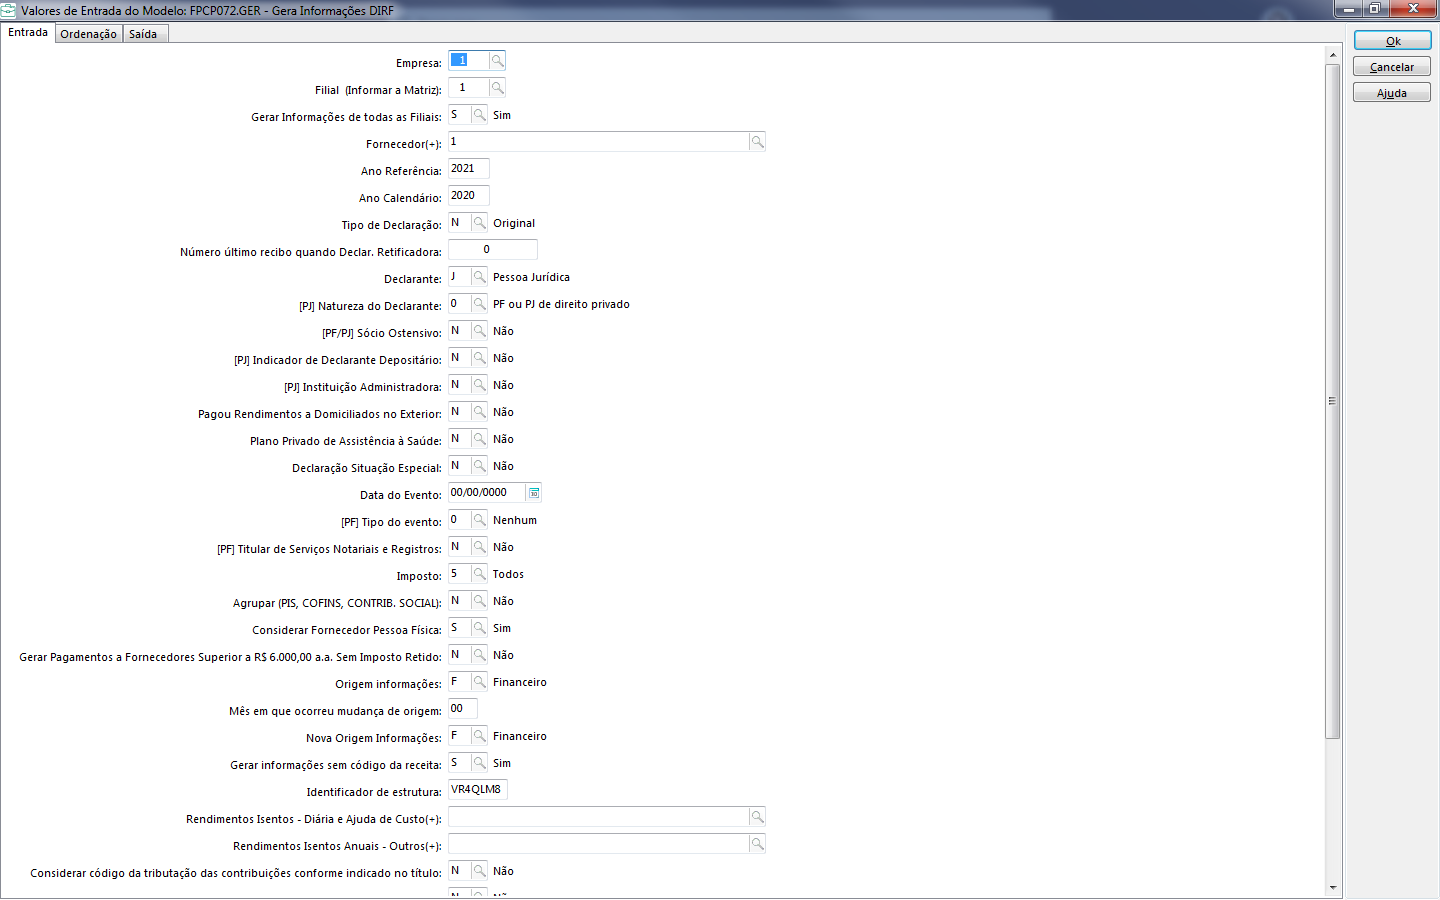 Valores de Entrada do Modelo: FPCP072.GER - Gera Informações DIRF
Entrada Ordenação Saída
Ok
Cancelar
Ajuda
Empresa: 1
Filial (Informar a Matriz): 1
Gerar Informações de todas as Filiais: S Sim
Fornecedor(+): 1
Ano Referência: 2021
Ano Calendário: 2020
Tipo de Declaração: N Original
Número último recibo quando Declar. Retificadora: 0
Declarante: J Pessoa Jurídica
[PJ] Natureza do Declarante: 0 PF ou PJ de direito privado
[PF/PJ] Sócio Ostensivo: N Não
[PJ] Indicador de Declarante Depositário: N Não
[PJ] Instituição Administradora: N Não
Pagou Rendimentos a Domiciliados no Exterior: N Não
Plano Privado de Assistência à Saúde: N Não
Declaração Situação Especial: N Não
Data do Evento: 00/00/0000
[PF] Tipo do evento: 0 Nenhum
[PF] Titular de Serviços Notariais e Registros: N Não
Imposto: 5 Todos
Agrupar (PIS, COFINS, CONTRIB. SOCIAL): N Não
Considerar Fornecedor Pessoa Física: S Sim
Gerar Pagamentos a Fornecedores Superior a R$ 6.000,00 a.a. Sem Imposto Retido: N Não
Origem informações: F Financeiro
Mês em que ocorreu mudança de origem: 00
Nova Origem Informações: F Financeiro
Gerar informações sem código da receita: S Sim
Identificador de estrutura: VR4QLM8
Rendimentos Isentos - Diária e Ajuda de Custo(+):
Rendimentos Isentos Anuais - Outros(+):
Considerar código da tributação das contribuições conforme indicado no título: N Não